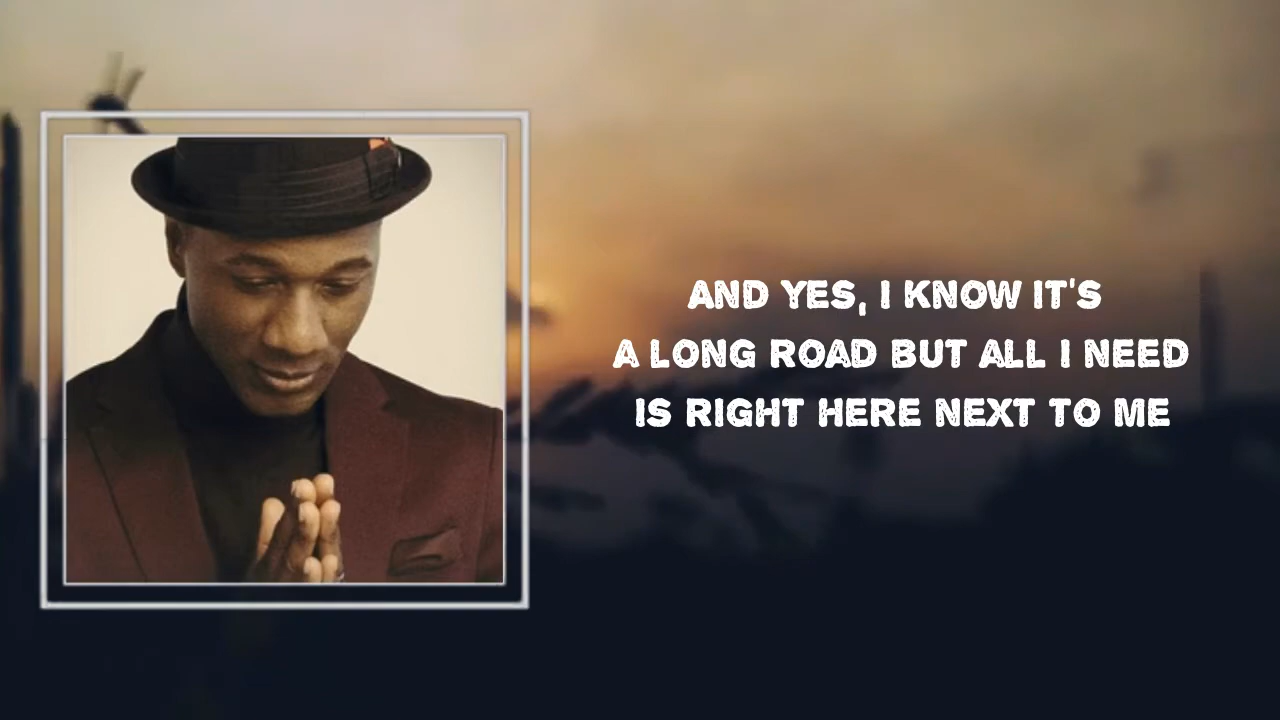 AND YES, I KNOW IT'S
A LONG ROAD BUT ALL I NEED
IS RIGHT HERE NEXT TO ME